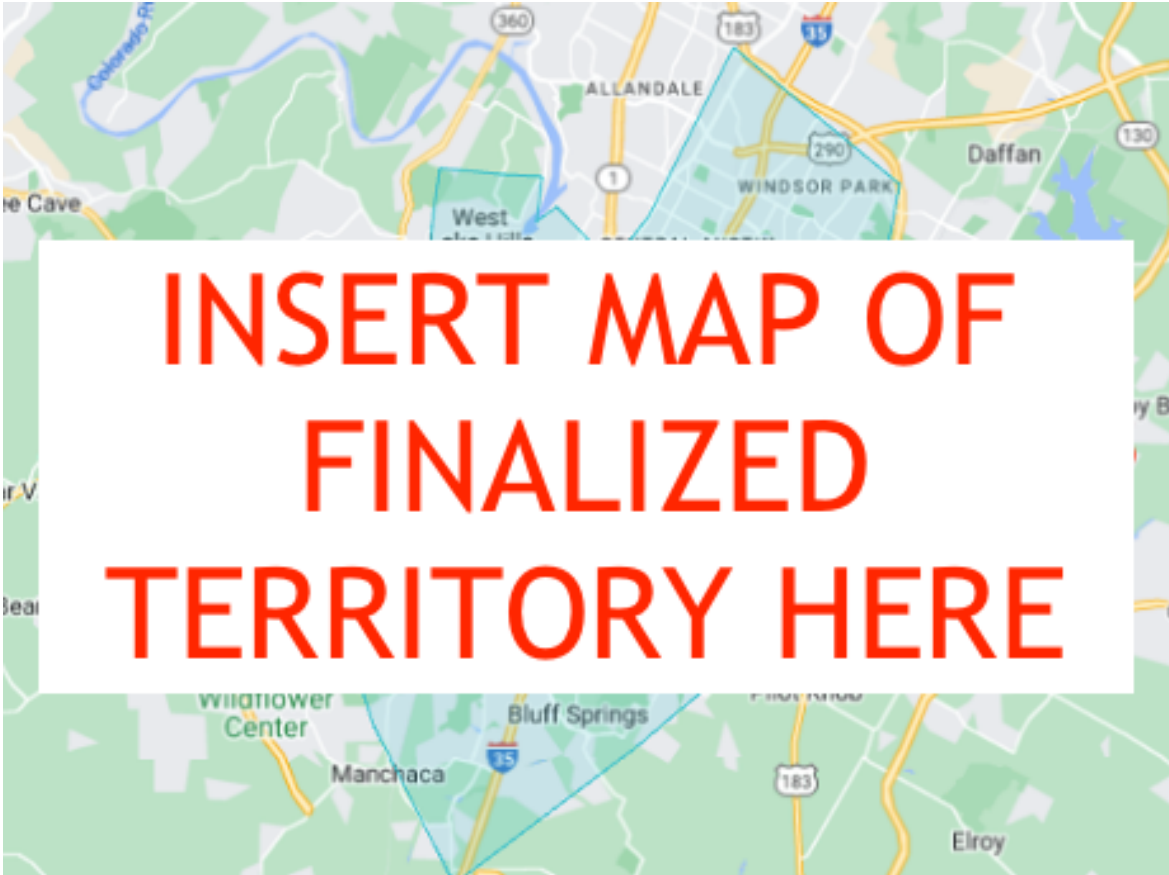 Colorado
360
183
35
ALLANDALE
130
290
Daffan
1
WINDSOR PARK
ee Cave
West
INSERT MAP OF
FINALIZED
TERRITORY HERE
Wildflower
Center
Bluff Springs
35
Manchaca
183
Elroy